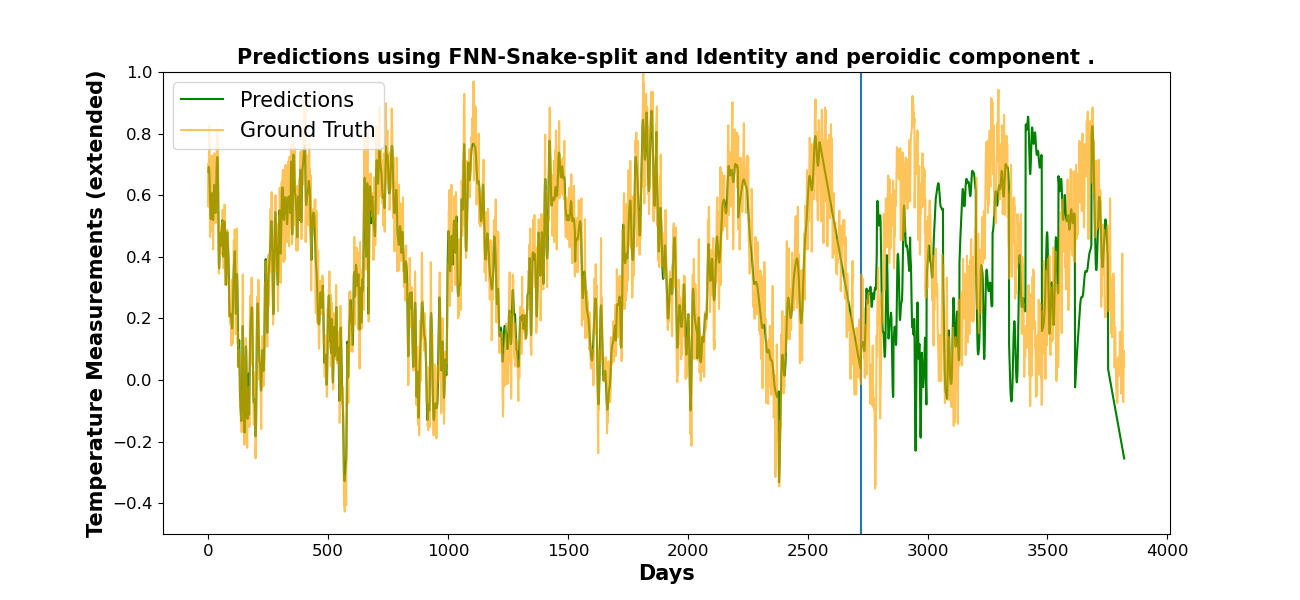 Predictions using FNN-Snake-split and Identity and peroidic component .
Temperature Measurements (extended)
1.0
0.8
0.6
0.4
0.2
0.0
−0.2
−0.4
Predictions
Ground Truth
0 500 1000 1500 2000 2500 3000 3500 4000
Days